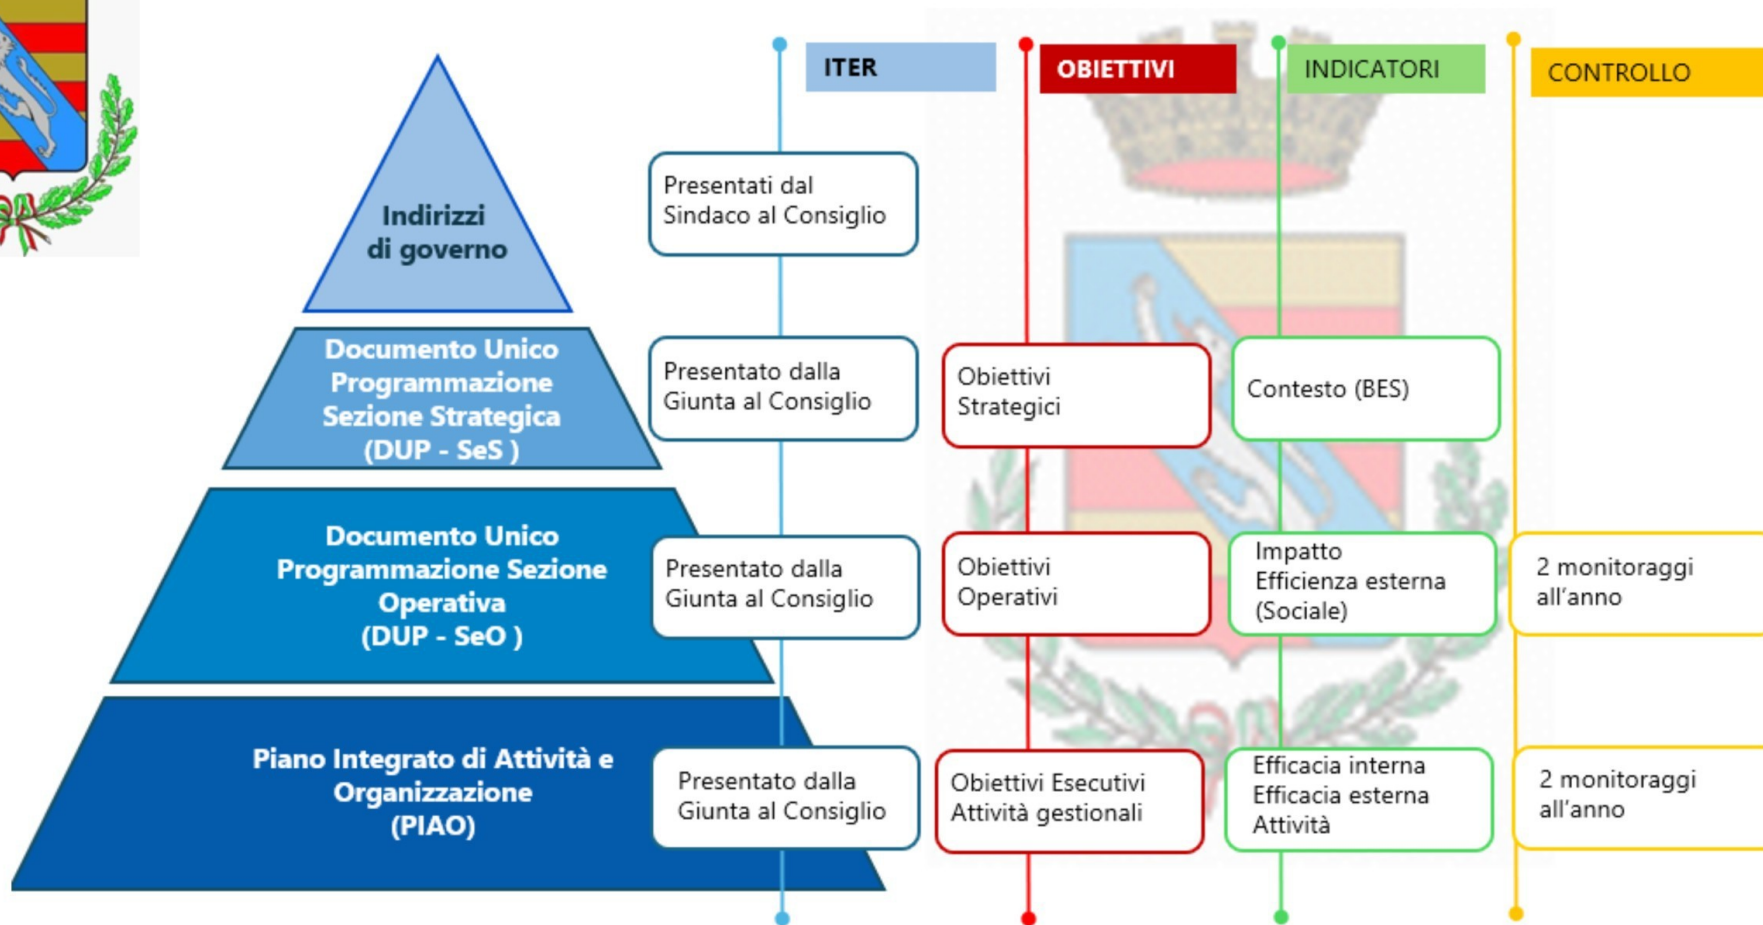 ITER
OBIETTIVI
INDICATORI
CONTROLLO
Indirizzi
di governo
Presentati dal
Sindaco al Consiglio
Documento Unico
Programmazione
Sezione Strategica
(DUP - SeS )
Presentato dalla
Giunta al Consiglio
Obiettivi
Strategici
Contesto (BES)
Documento Unico
Programmazione Sezione
Operativa
(DUP - SeO )
Presentato dalla
Giunta al Consiglio
Obiettivi
Operativi
Impatto
Efficienza esterna
(Sociale)
2 monitoraggi
all'anno
Piano Integrato di Attività e
Organizzazione
(PIAO)
Presentato dalla
Giunta al Consiglio
Obiettivi Esecutivi
Attività gestionali
Efficacia interna
Efficacia esterna
Attività
2 monitoraggi
all'anno